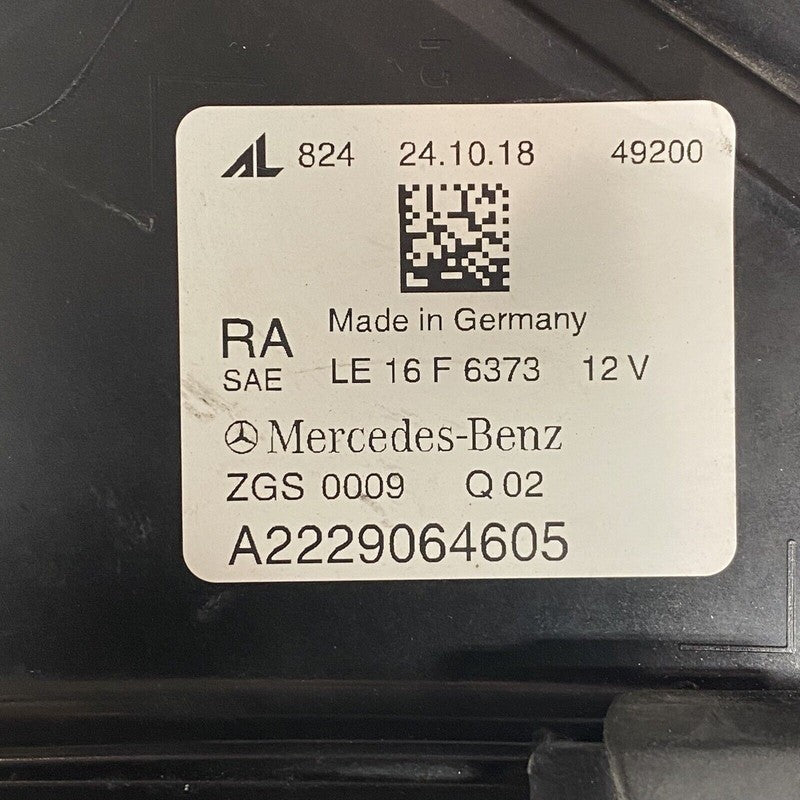 AL 824 24.10.18 49200
Made in Germany
RA
SAE LE 16 F 6373 12 V
Mercedes-Benz
ZGS 0009 Q 02
A2229064605